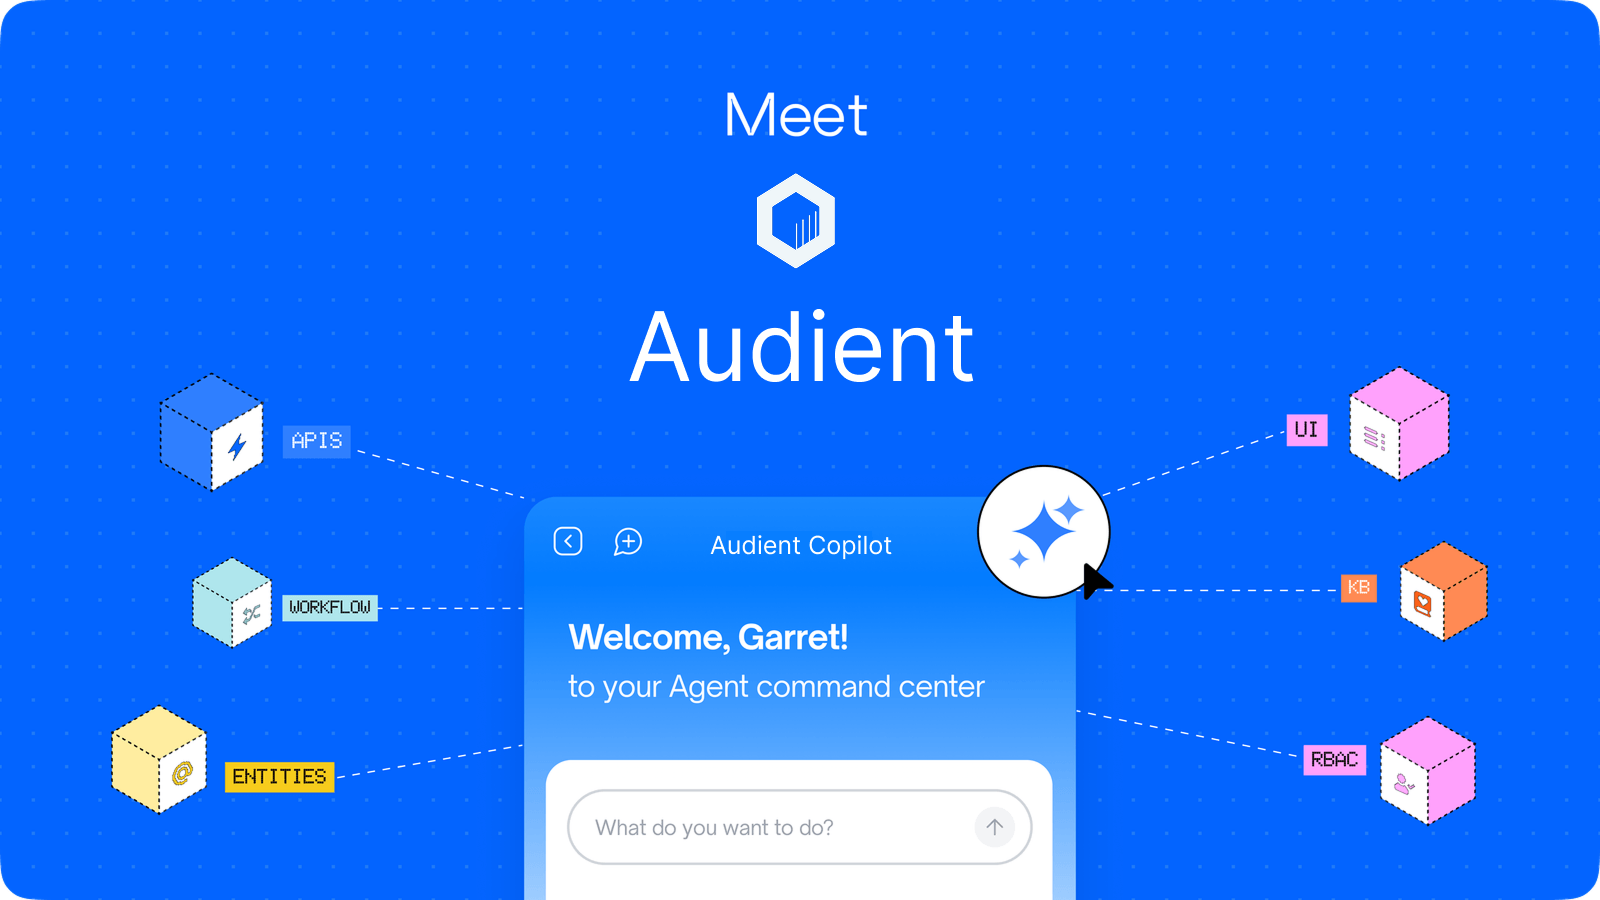 Meet
Audient
APIS
UI
Audient Copilot
KB
WORKFLOW
Welcome, Garret!
to your Agent command center
RBAC
ENTITIES
@
What do you want to do?